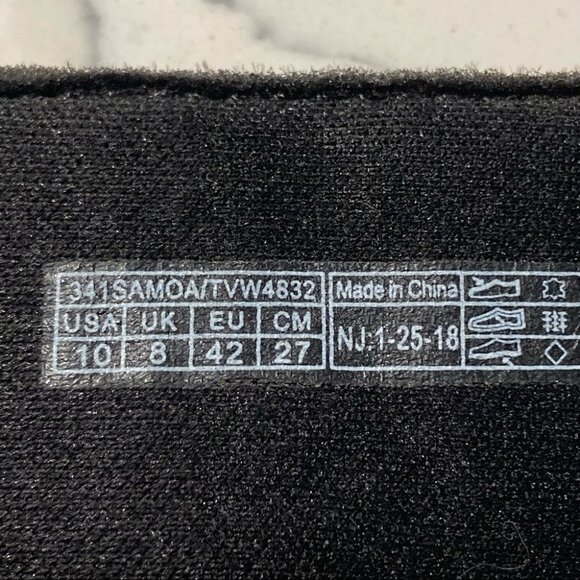 341SAMOA/TVW4832 Made in China
USA UK EU CM
NJ:1-25-18
10 8 42 27